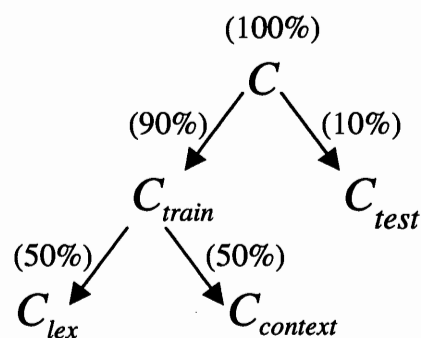 (100%)
C
(90%) (10%)
C_train C_test
(50%) (50%)
C_lex C_context